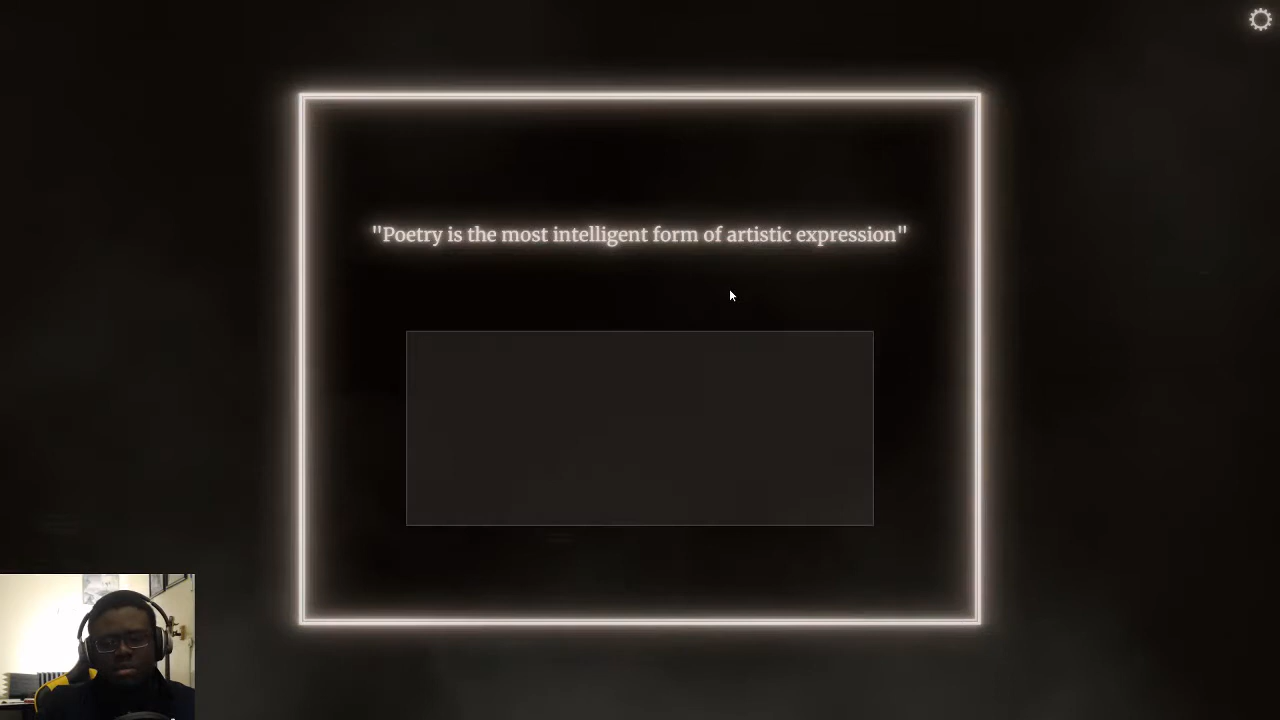 "Poetry is the most intelligent form of artistic expression"